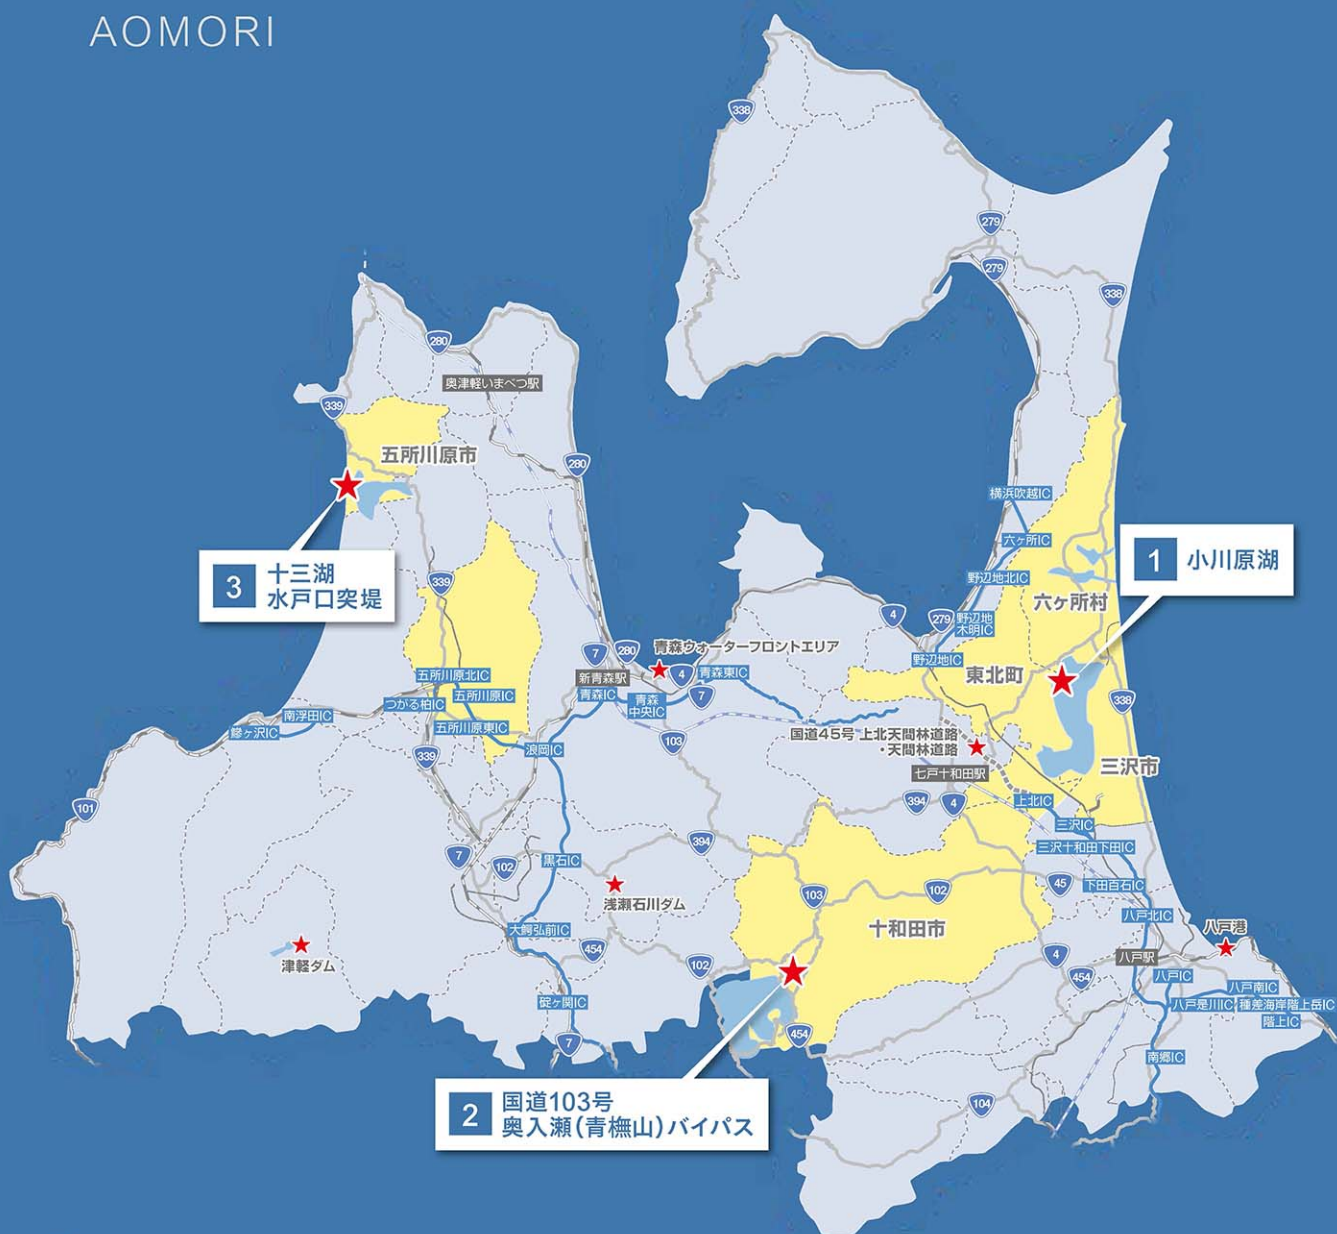 AOMORI
338
279
279
338
280
奥津軽いまべつ駅
339
五所川原市
280
3
十三湖
水戸口突堤
横浜吹越IC
六ヶ所IC
野辺地北IC
1
小川原湖
六ヶ所村
339
4
279
野辺地
木明IC
野辺地IC
7
280
青森ウォーターフロントエリア
新青森駅
4
青森東IC
東北町
五所川原北IC
つがる柏IC
五所川原IC
青森IC
青森
中央IC
7
338
南浮田IC
鰺ヶ沢IC
五所川原東IC
浪岡IC
103
国道45号 上北天間林道路
・天間林道路
339
七戸十和田駅
三沢市
101
394
4
上北IC
三沢IC
394
三沢十和田下田IC
7
102
黒石IC
浅瀬石川ダム
103
102
45
下田百石IC
十和田市
八戸北IC
大鰐弘前IC
454
津軽ダム
102
4
454
八戸駅
八戸港
八戸IC
八戸南IC
八戸是川IC
種差海岸階上岳IC
階上IC
碇ヶ関IC
7
454
南郷IC
104
2
国道103号
奥入瀬(青橅山)バイパス